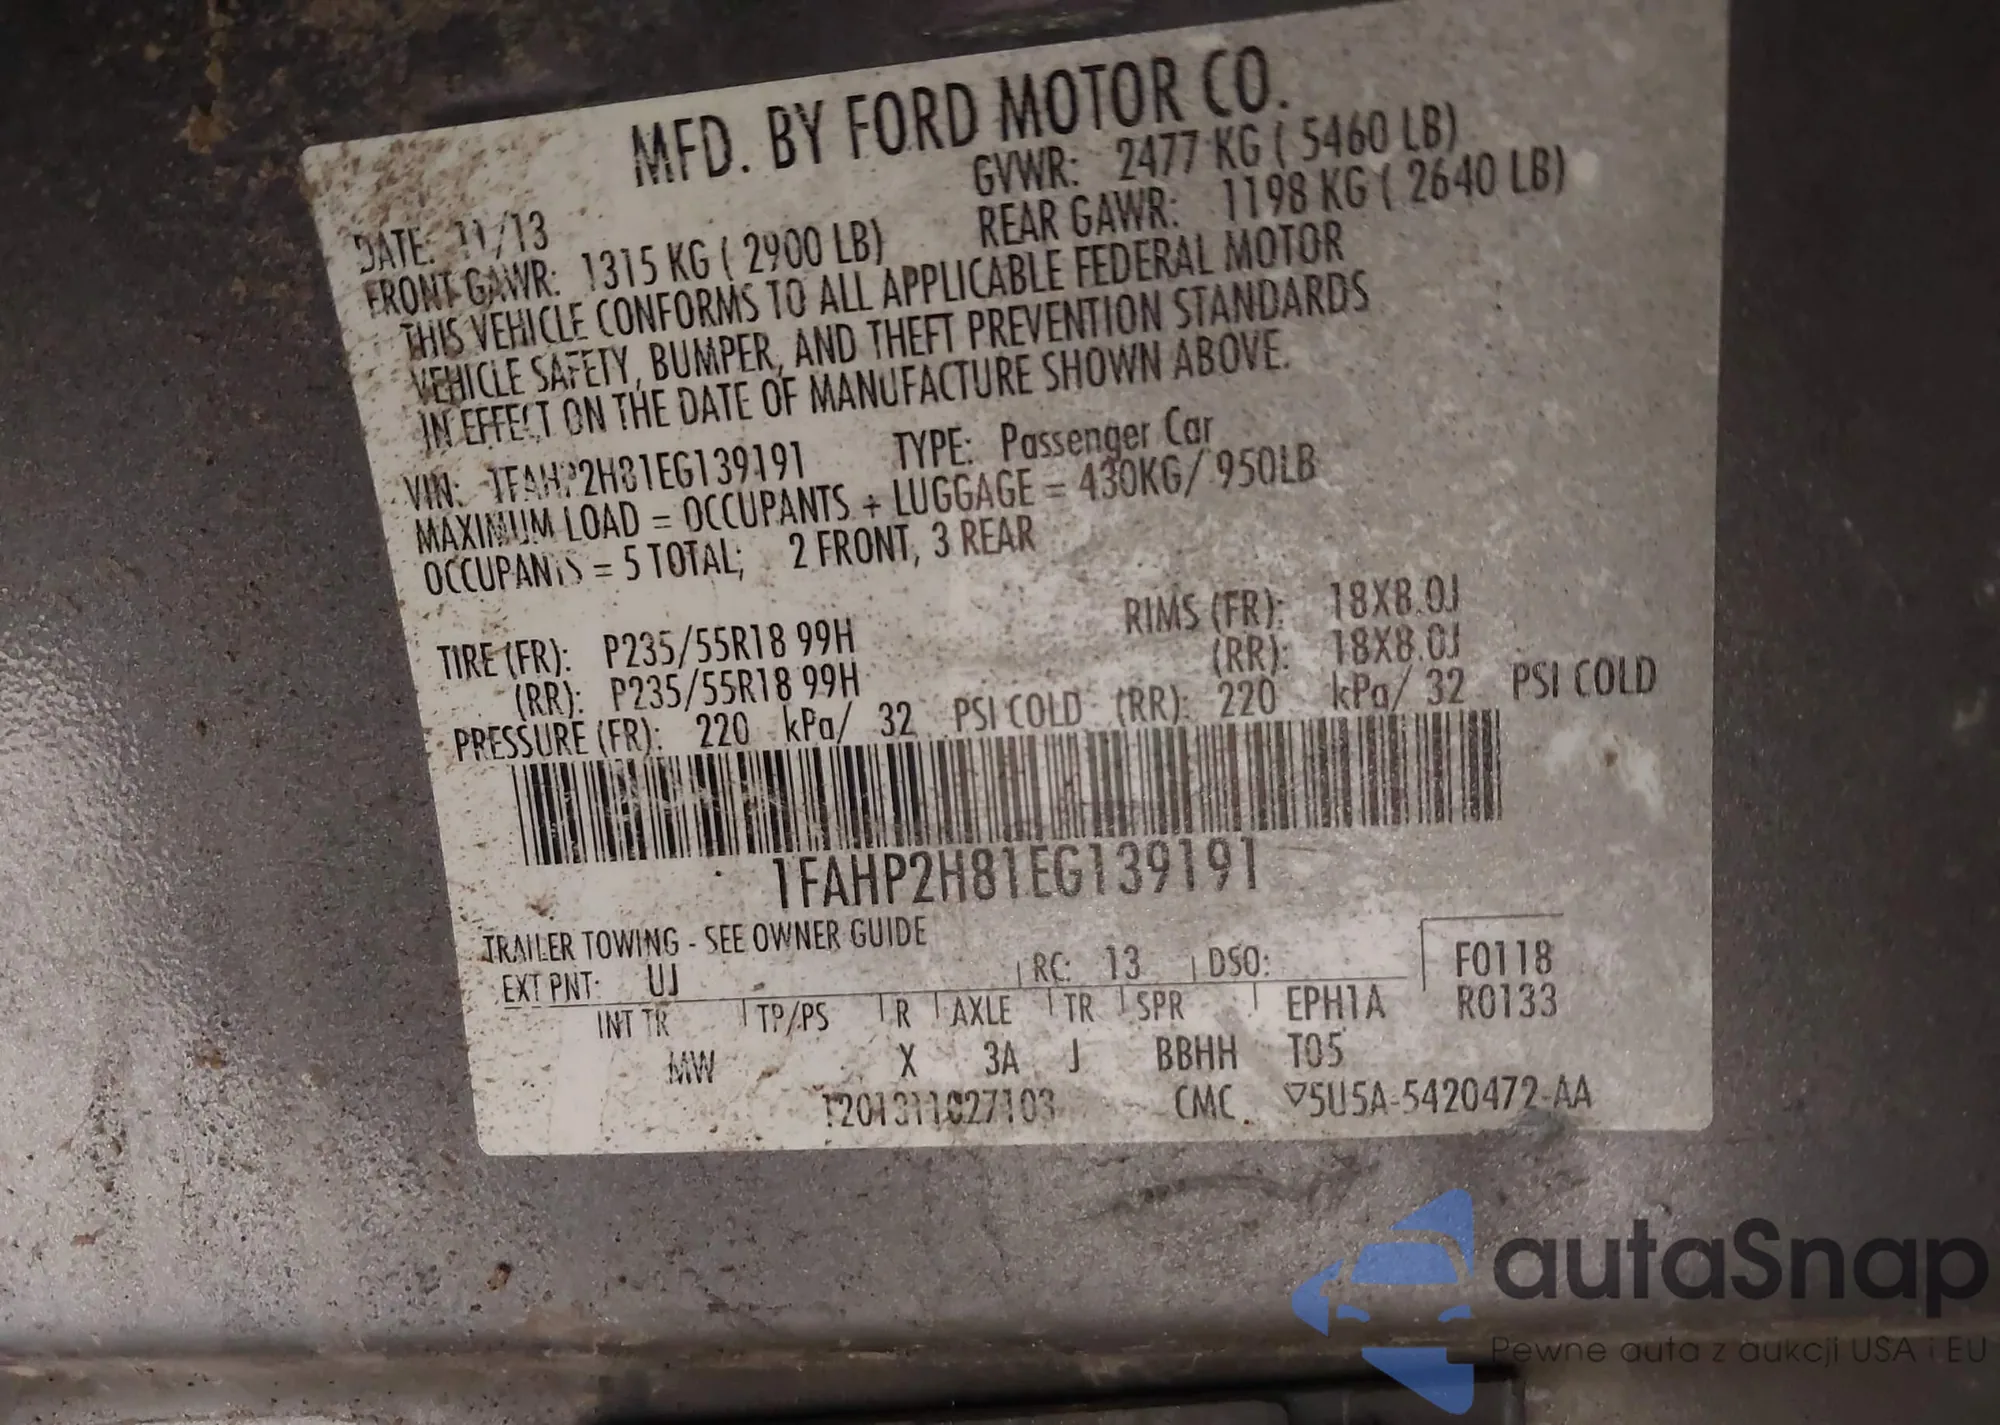 MFD. BY FORD MOTOR CO.
DATE: 11/13 GVWR: 2477 KG ( 5460 LB)
FRONT GAWR: 1315 KG ( 2900 LB) REAR GAWR: 1198 KG ( 2640 LB)
THIS VEHICLE CONFORMS TO ALL APPLICABLE FEDERAL MOTOR
VEHICLE SAFETY, BUMPER, AND THEFT PREVENTION STANDARDS
IN EFFECT ON THE DATE OF MANUFACTURE SHOWN ABOVE.
VIN: 1FAHP2H81EG139191 TYPE: Passenger Car
MAXIMUM LOAD = OCCUPANTS + LUGGAGE = 430KG/ 950LB
OCCUPANTS = 5 TOTAL; 2 FRONT, 3 REAR
TIRE (FR): P235/55R18 99H RIMS (FR): 18X8.0J
(RR): P235/55R18 99H (RR): 18X8.0J
PRESSURE (FR): 220 kPa/ 32 PSI COLD (RR): 220 kPa/ 32 PSI COLD
1FAHP2H81EG139191
TRAILER TOWING - SEE OWNER GUIDE
EXT PNT: UJ RC: 13 DSO: F0118
INT TR TP/PS R AXLE TR SPR EPH1A R0133
MW X 3A J BBHH T05
T201311027103 CMC ▽5U5A-5420472-AA
autaSnap
Pewne auta z aukcji USA i EU